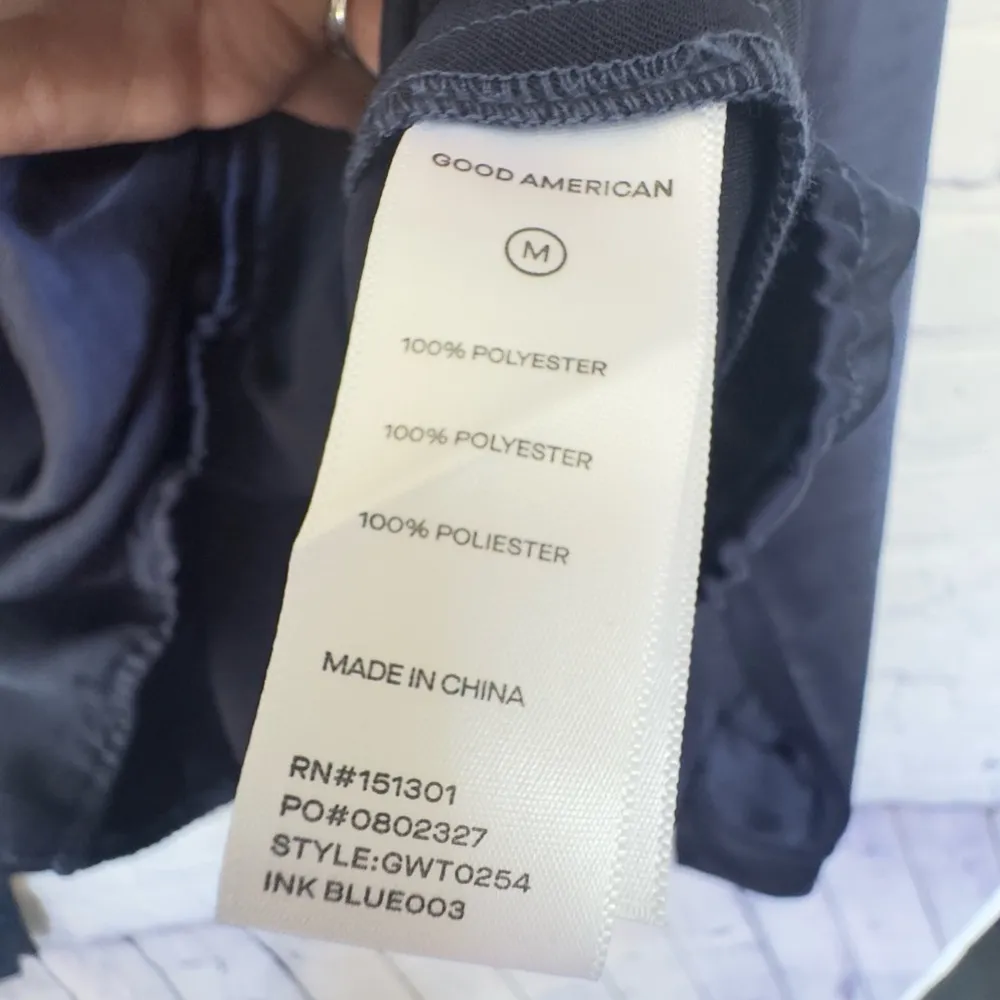 GOOD AMERICAN
M
100% POLYESTER
100% POLYESTER
100% POLIESTER
MADE IN CHINA
RN#151301
PO#0802327
STYLE:GWT0254
INK BLUE003